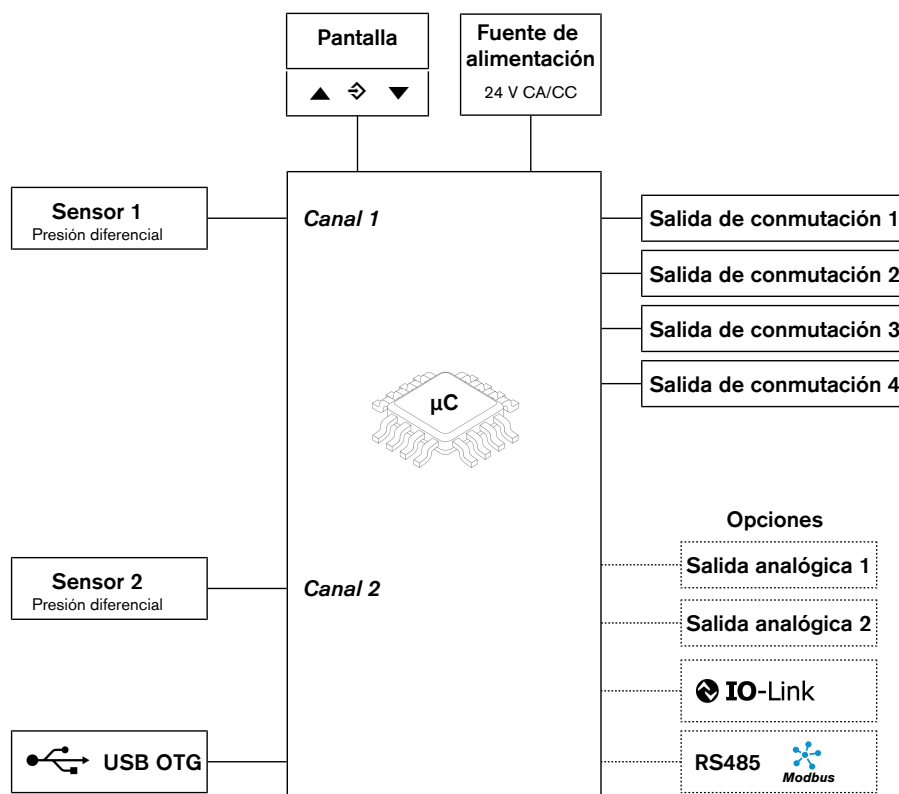 Pantalla
Fuente de
alimentación
24 V CA/CC
Sensor 1
Presión diferencial
Canal 1
Salida de conmutación 1
Salida de conmutación 2
Salida de conmutación 3
Salida de conmutación 4
µC
Opciones
Sensor 2
Presión diferencial
Canal 2
Salida analógica 1
Salida analógica 2
IO-Link
USB OTG
RS485
Modbus